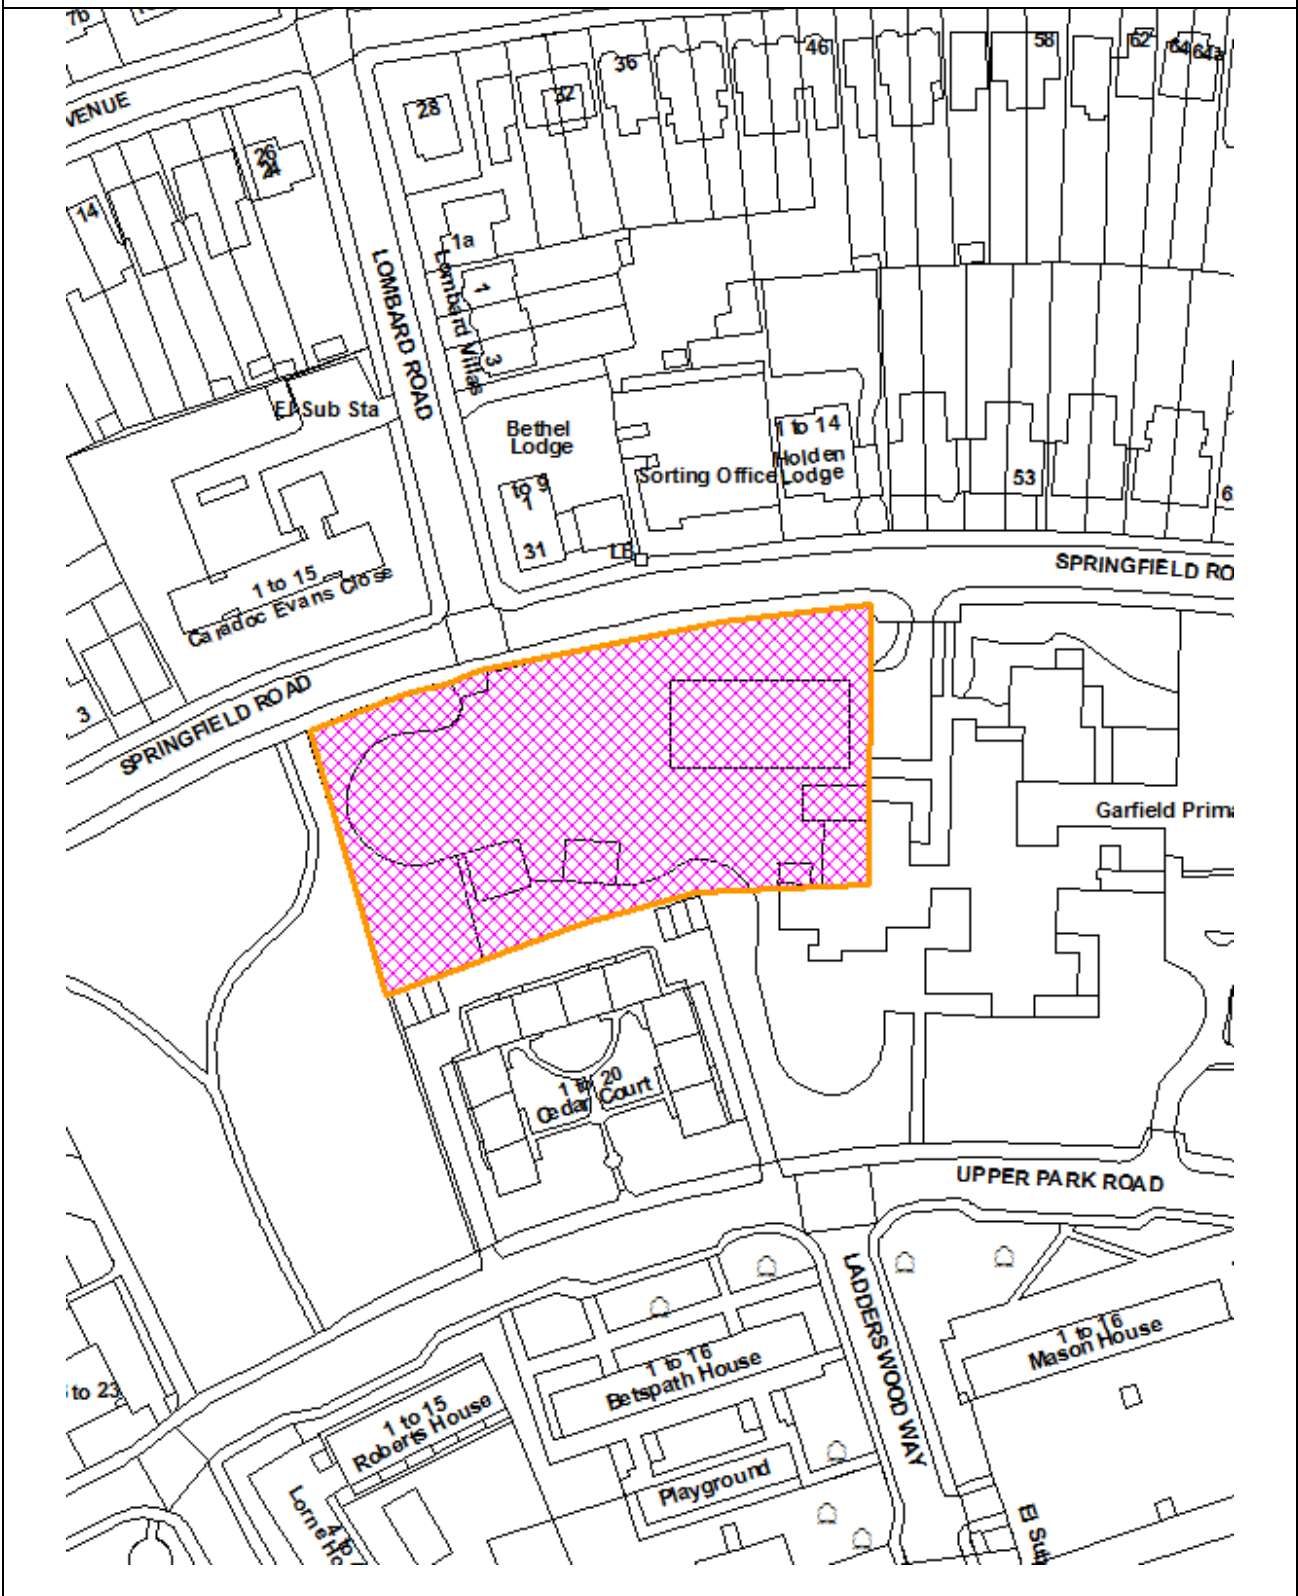 7b
VENUE
28
32
36
46
58
62
64
64a
26
24
14
1a
LOMBARD ROAD
Lombard Villas
1
3
El Sub Sta
Bethel
Lodge
1 to 14
Holden
Lodge
Sorting Office
53
1 to 9
31
LB
SPRINGFIELD RO
1 to 15
Caradoc Evans Close
3
SPRINGFIELD ROAD
Garfield Prima
1 to 20
Cedar Court
UPPER PARK ROAD
LADDERSWOOD WAY
1 to 16
Mason House
1 to 16
Betspath House
to 23
1 to 15
Roberts House
Playground
Lorne Ho
4 to
El Sub